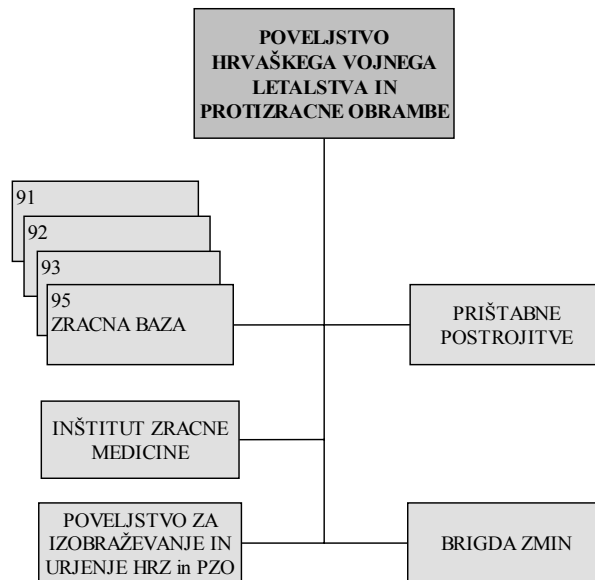 POVELJSTVO
HRVAŠKEGA VOJNEGA
LETALSTVA IN
PROTIZRACNE OBRAMBE
91
92
93
95
ZRACNA BAZA
PRIŠTABNE
POSTROJITVE
INŠTITUT ZRACNE
MEDICINE
POVELJSTVO ZA
IZOBRAŽEVANJE IN
URJENJE HRZ in PZO
BRIGDA ZMIN